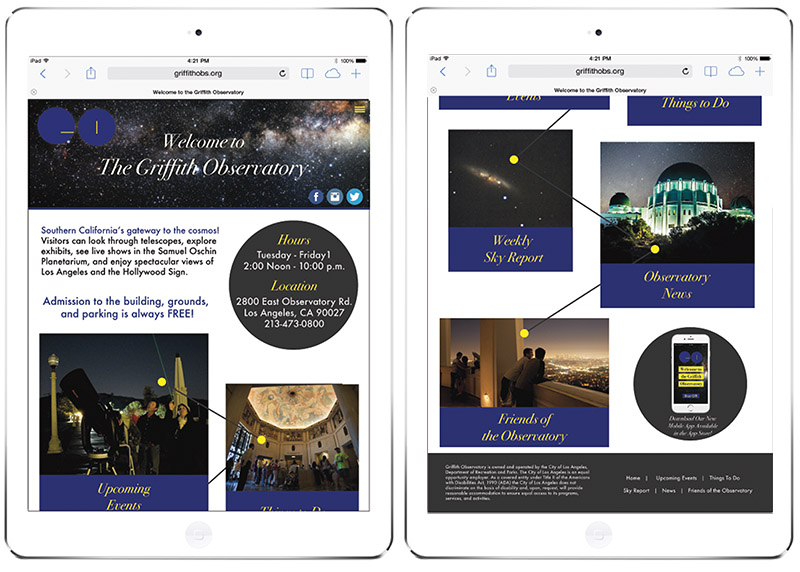 iPad
4:21 PM
100%
griffithobs.org
Welcome to the Griffith Observatory
Welcome to
The Griffith Observatory
Southern California's gateway to the cosmos!
Visitors can look through telescopes, explore
exhibits, see live shows in the Samuel Oschin
Planetarium, and enjoy spectacular views of
Los Angeles and the Hollywood Sign.
Admission to the building, grounds,
and parking is always FREE!
Hours
Tuesday - Friday1
2:00 Noon - 10:00 p.m.
Location
2800 East Observatory Rd.
Los Angeles, CA 90027
213-473-0800
Upcoming
Events
Things to Do
iPad
4:21 PM
100%
griffithobs.org
Welcome to the Griffith Observatory
Events
Things to Do
Weekly
Sky Report
Observatory
News
Friends of
the Observatory
Welcome to
the Griffith
Observatory
Download Our New
Mobile App Available
in the App Store!
Griffith Observatory is owned and operated by the City of Los Angeles,
Department of Recreation and Parks. The City of Los Angeles is an equal
opportunity employer. As a covered entity under Title II of the Americans
with Disabilities Act, 1990 (ADA) the City of Los Angeles does not
discriminate on the basis of disability and, upon, request, will provide
reasonable accommodation to ensure equal access to its programs,
services, and activities.
Home | Upcoming Events | Things To Do
Sky Report | News | Friends of the Observatory